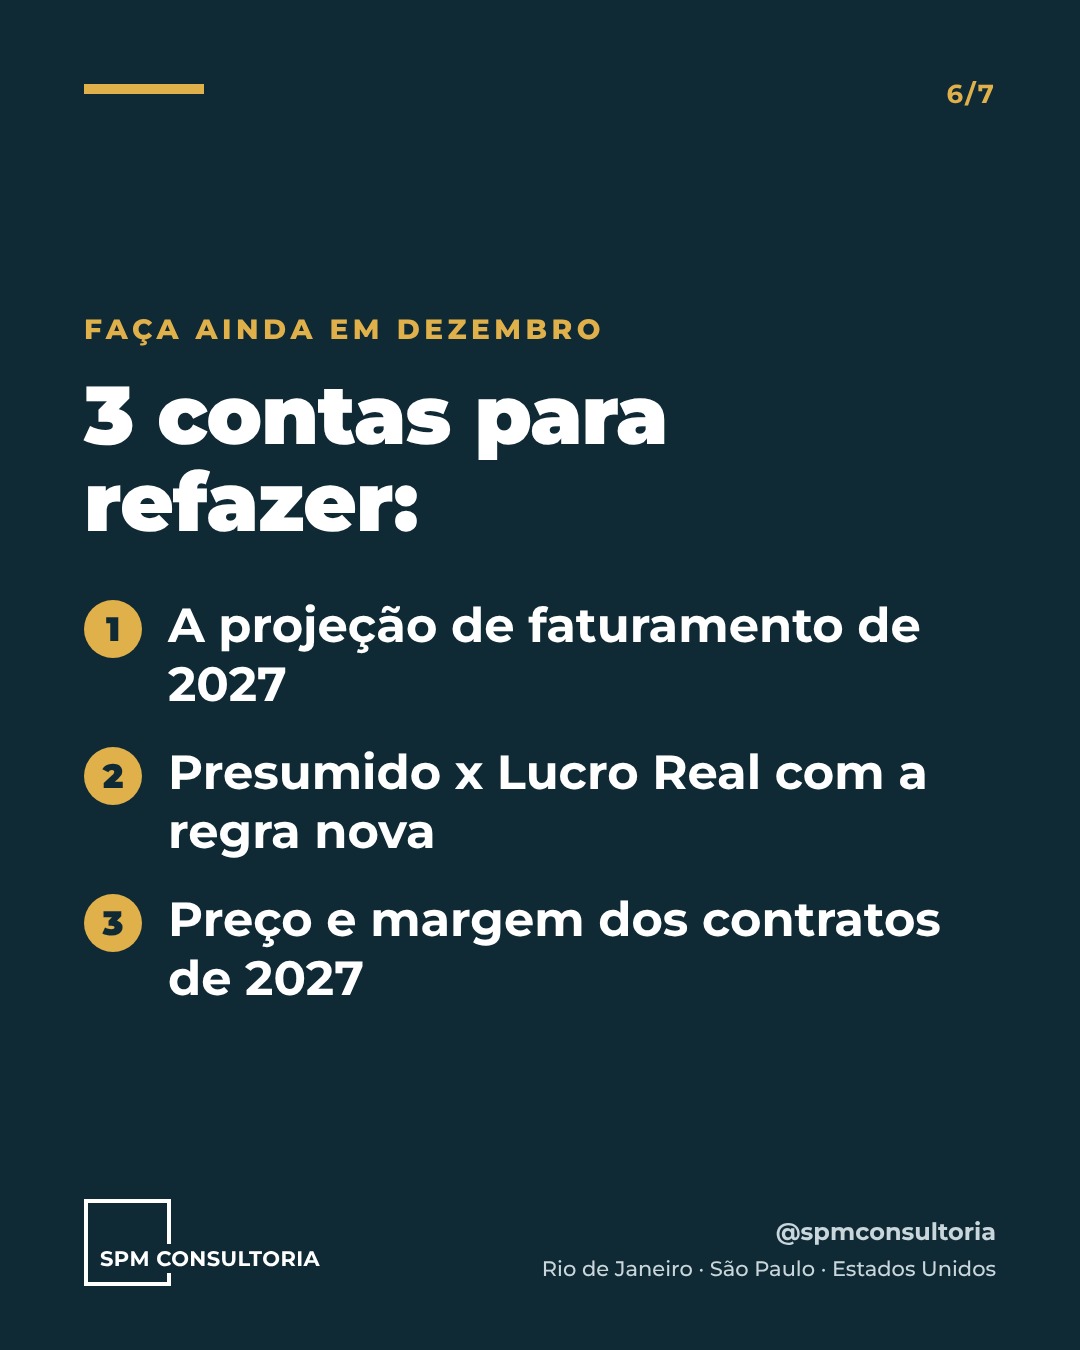 6/7
FAÇA AINDA EM DEZEMBRO
3 contas para
refazer:
1 A projeção de faturamento de
2027
2 Presumido x Lucro Real com a
regra nova
3 Preço e margem dos contratos
de 2027
SPM CONSULTORIA
@spmconsultoria
Rio de Janeiro · São Paulo · Estados Unidos